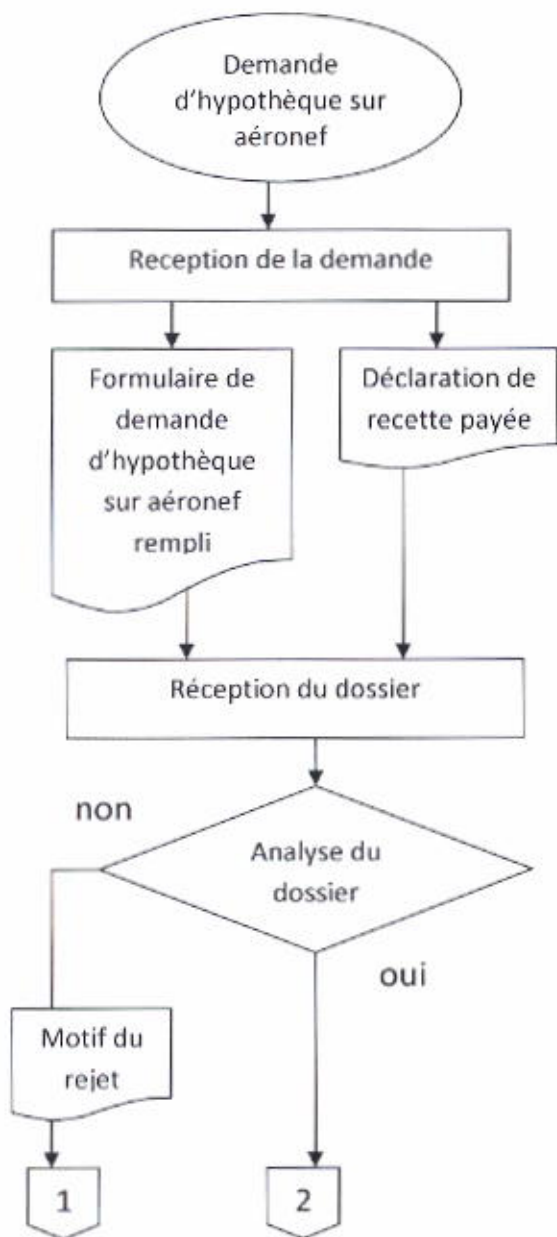 Demande
d'hypothèque sur
aéronef
Reception de la demande
Formulaire de
demande
d'hypothèque
sur aéronef
rempli
Déclaration de
recette payée
Réception du dossier
non
Analyse du
dossier
oui
Motif du
rejet
1
2